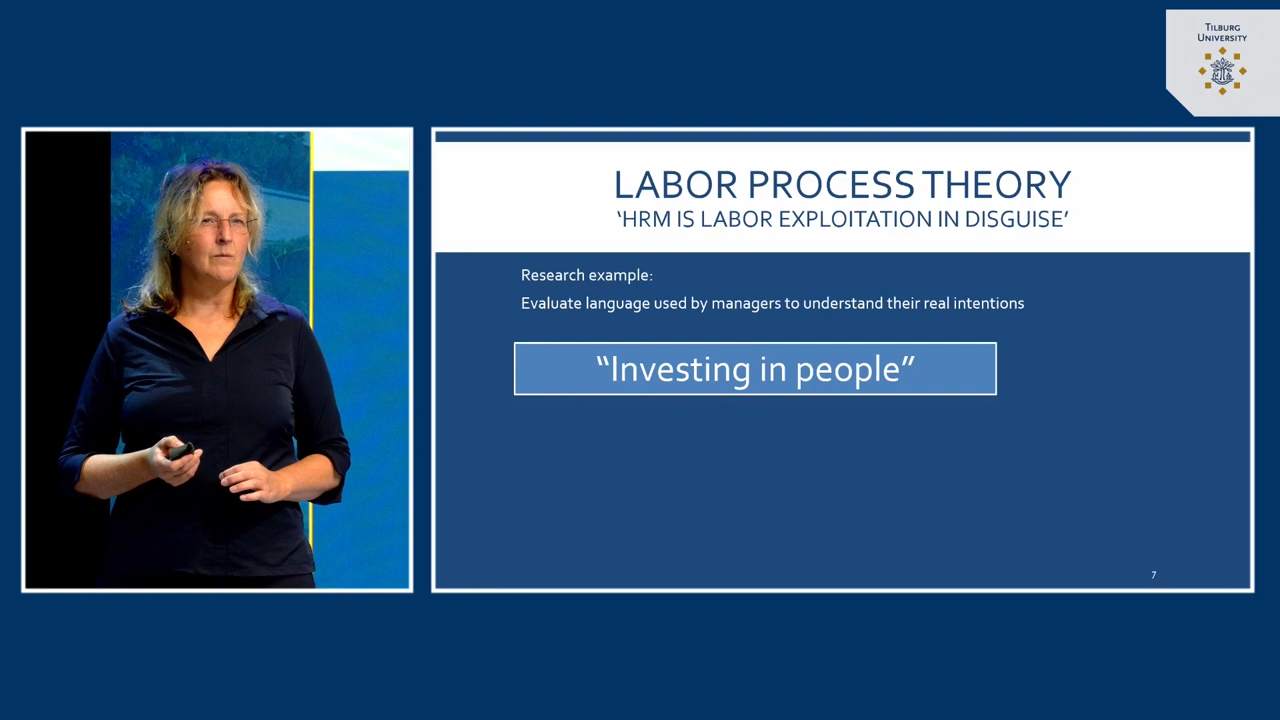 TILBURG
UNIVERSITY
LABOR PROCESS THEORY
‘HRM IS LABOR EXPLOITATION IN DISGUISE’
Research example:
Evaluate language used by managers to understand their real intentions
“Investing in people”
7